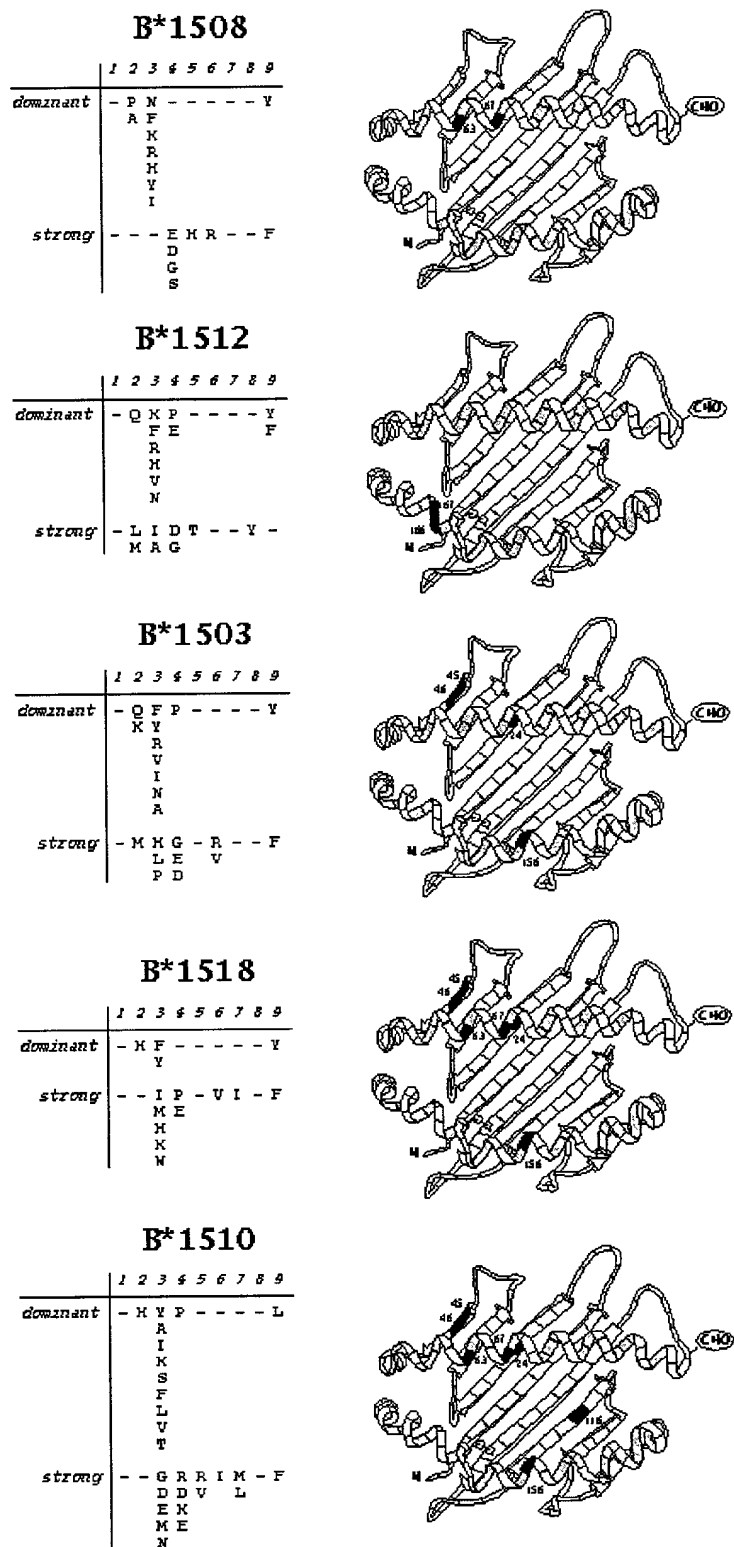 B*1508
1 2 3 4 5 6 7 8 9
dominant - P N - - - - - Y
A F
K
R
H
Y
I
strong - - - E H R - - F
D
G
S
67
63
CHO
N
B*1512
1 2 3 4 5 6 7 8 9
dominant - Q K P - - - - Y
F E F
R
H
V
N
strong - L I D T - - Y -
M A G
CHO
167
166
N
B*1503
1 2 3 4 5 6 7 8 9
dominant - Q F P - - - - Y
K Y
R
V
I
N
A
strong - M H G - R - - F
L E V
P D
45
46
24
CHO
N
156
B*1518
1 2 3 4 5 6 7 8 9
dominant - H F - - - - - Y
Y
strong - - I P - V I - F
M E
H
K
N
45
46
67
63
24
CHO
N
156
B*1510
1 2 3 4 5 6 7 8 9
dominant - H Y P - - - - L
A
I
K
S
F
L
V
T
strong - - G R R I M - F
D D V L
E K
M E
N
45
46
67
63
24
CHO
116
N
156